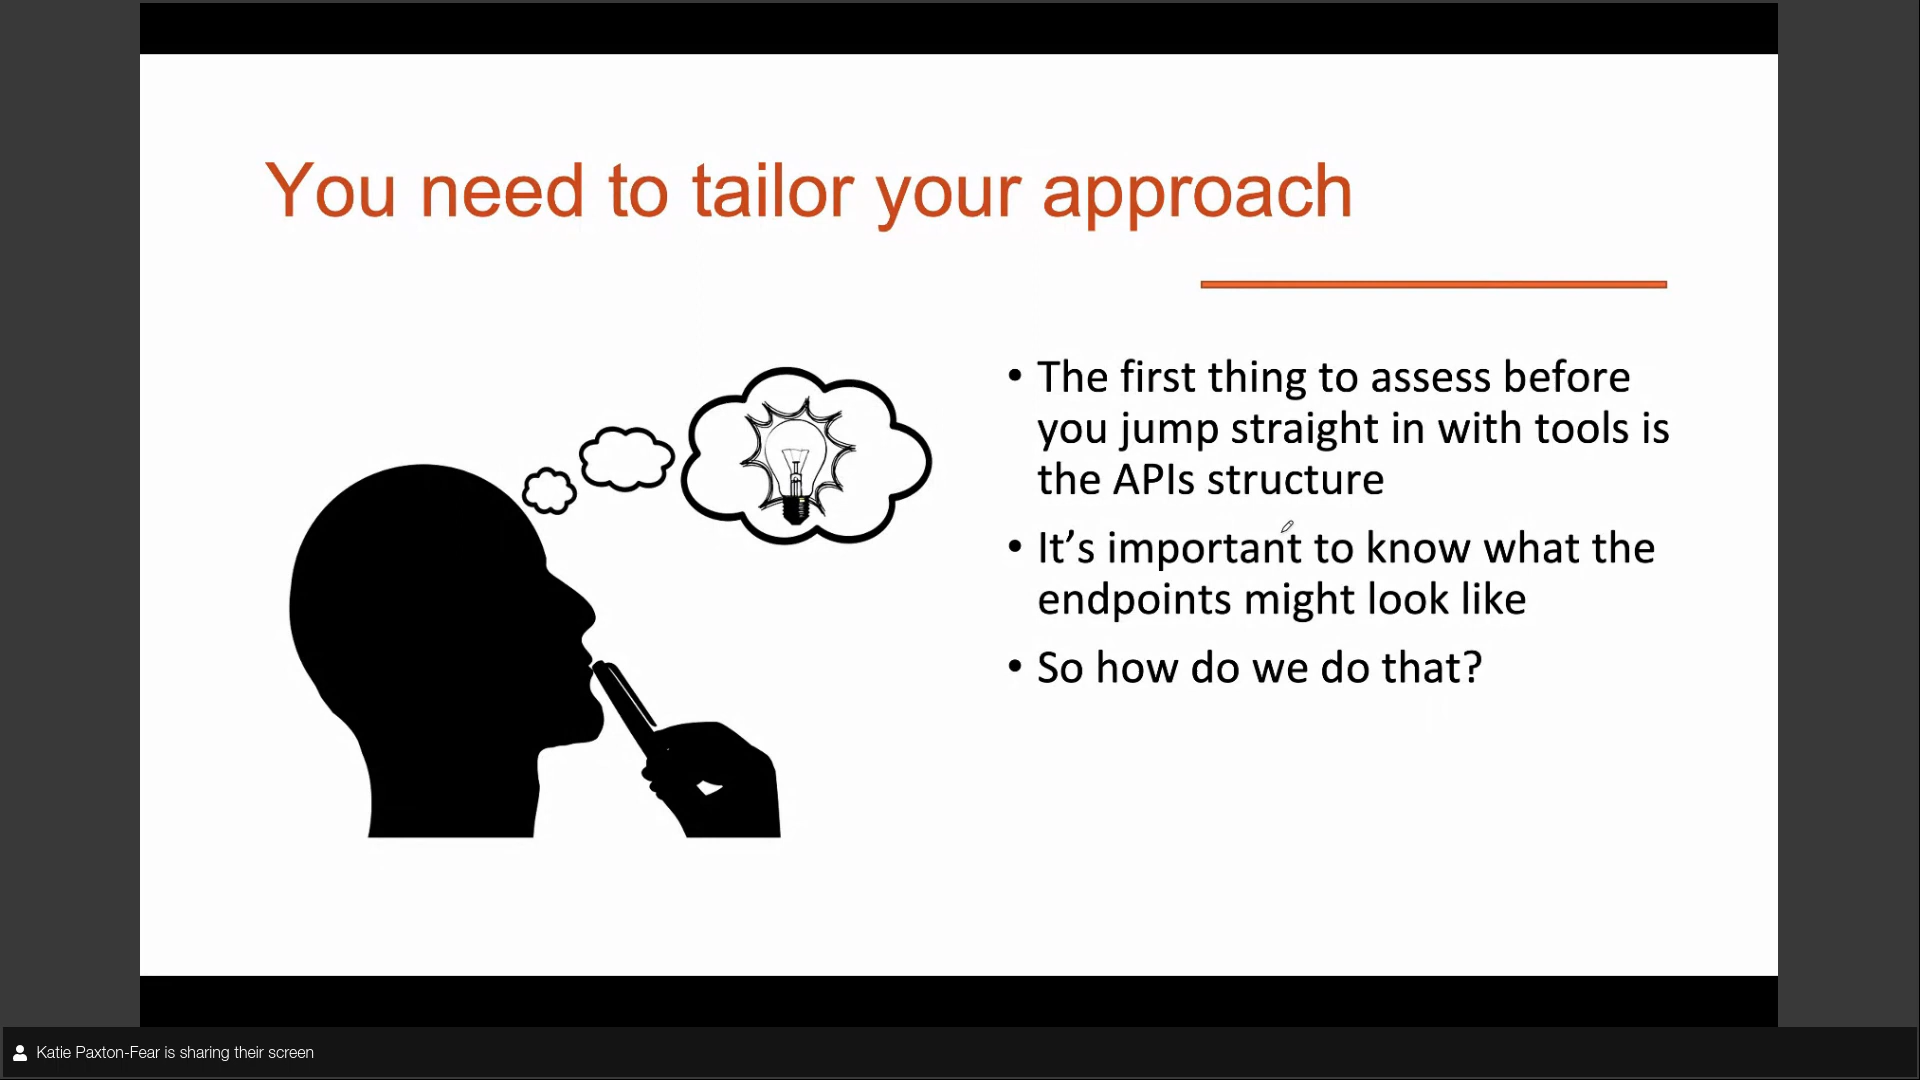 You need to tailor your approach
• The first thing to assess before
you jump straight in with tools is
the APIs structure
• It’s important to know what the
endpoints might look like
• So how do we do that?
Katie Paxton-Fear is sharing their screen